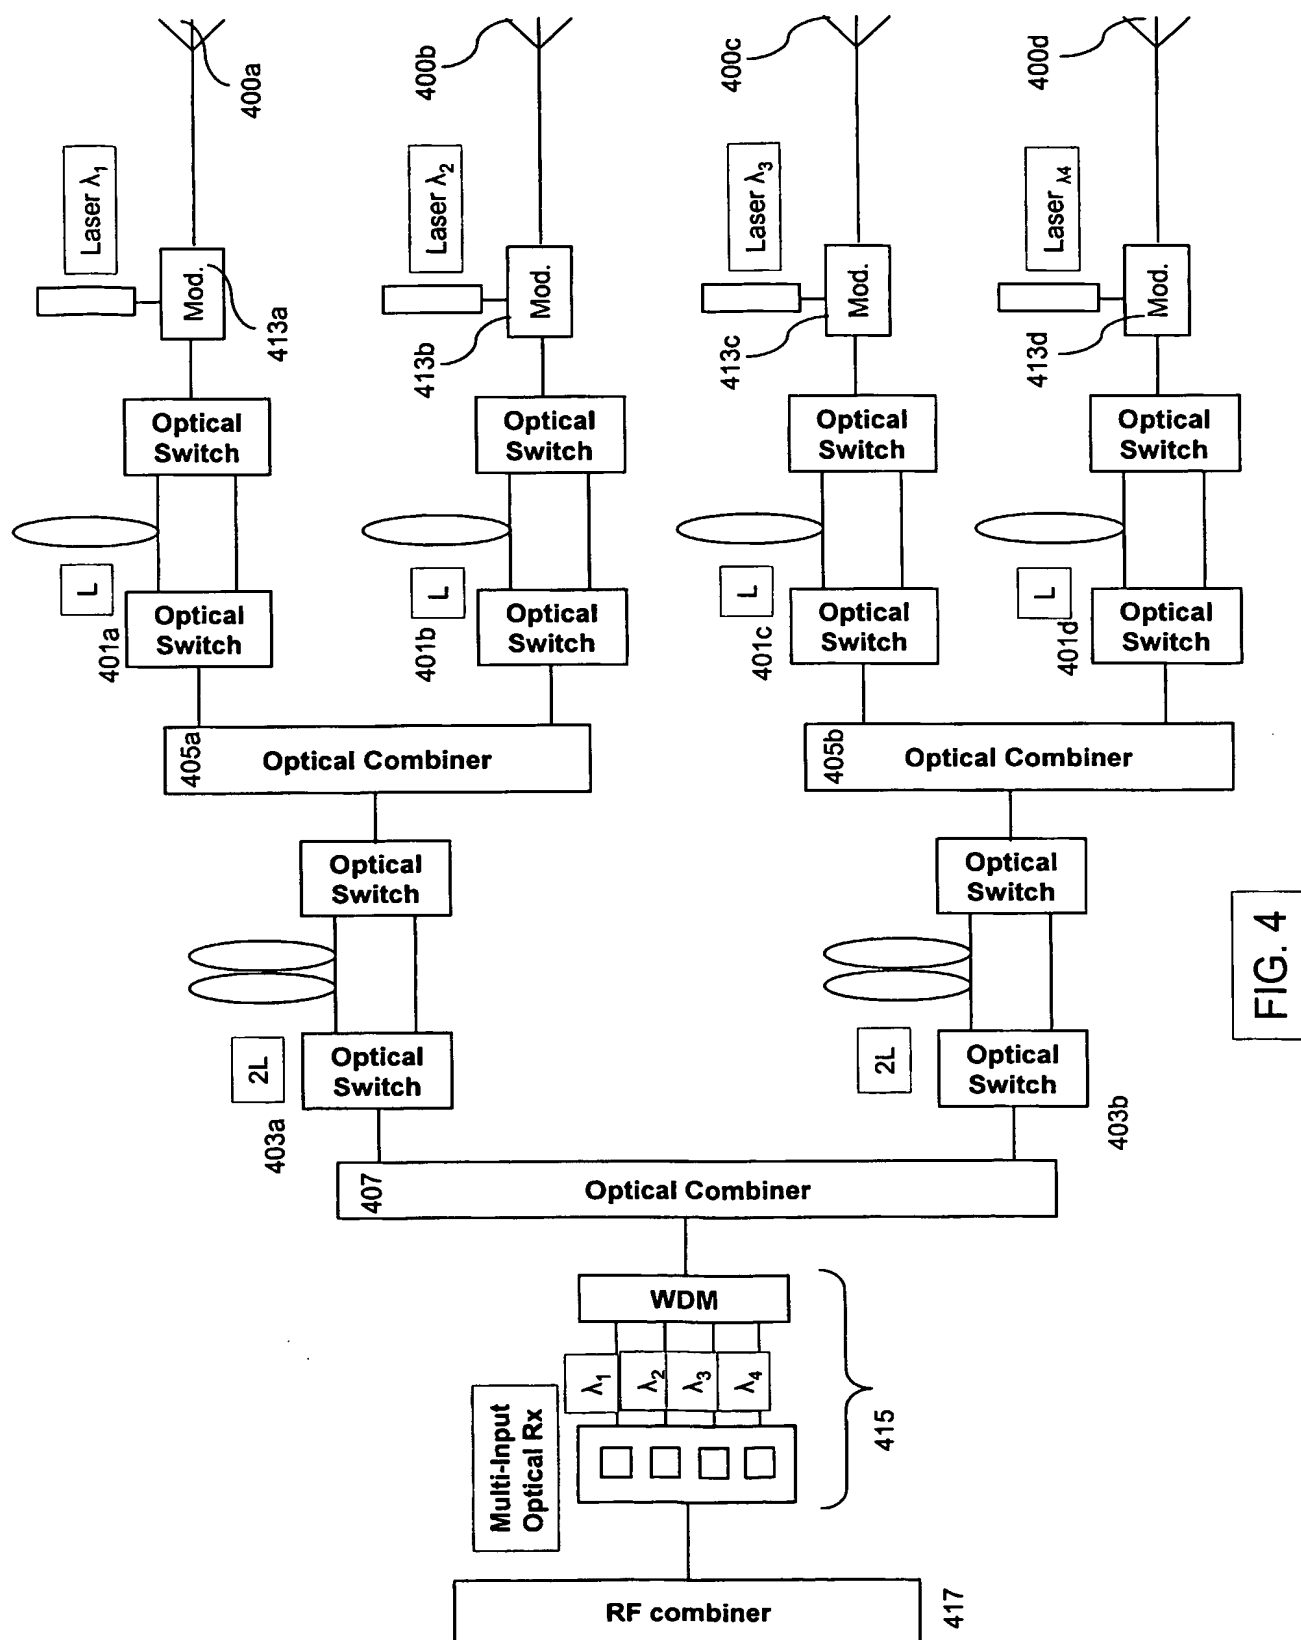 400a
400b
400c
400d
Laser λ1
Laser λ2
Laser λ3
Laser λ4
Mod.
Mod.
Mod.
Mod.
413a
413b
413c
413d
Optical
Switch
Optical
Switch
Optical
Switch
Optical
Switch
L
L
L
L
Optical
Switch
Optical
Switch
Optical
Switch
Optical
Switch
401a
401b
401c
401d
405a
Optical Combiner
405b
Optical Combiner
Optical
Switch
Optical
Switch
2L
Optical
Switch
2L
Optical
Switch
403a
403b
407
Optical Combiner
WDM
λ1
λ2
λ3
λ4
Multi-Input
Optical Rx
415
RF combiner
417
FIG. 4